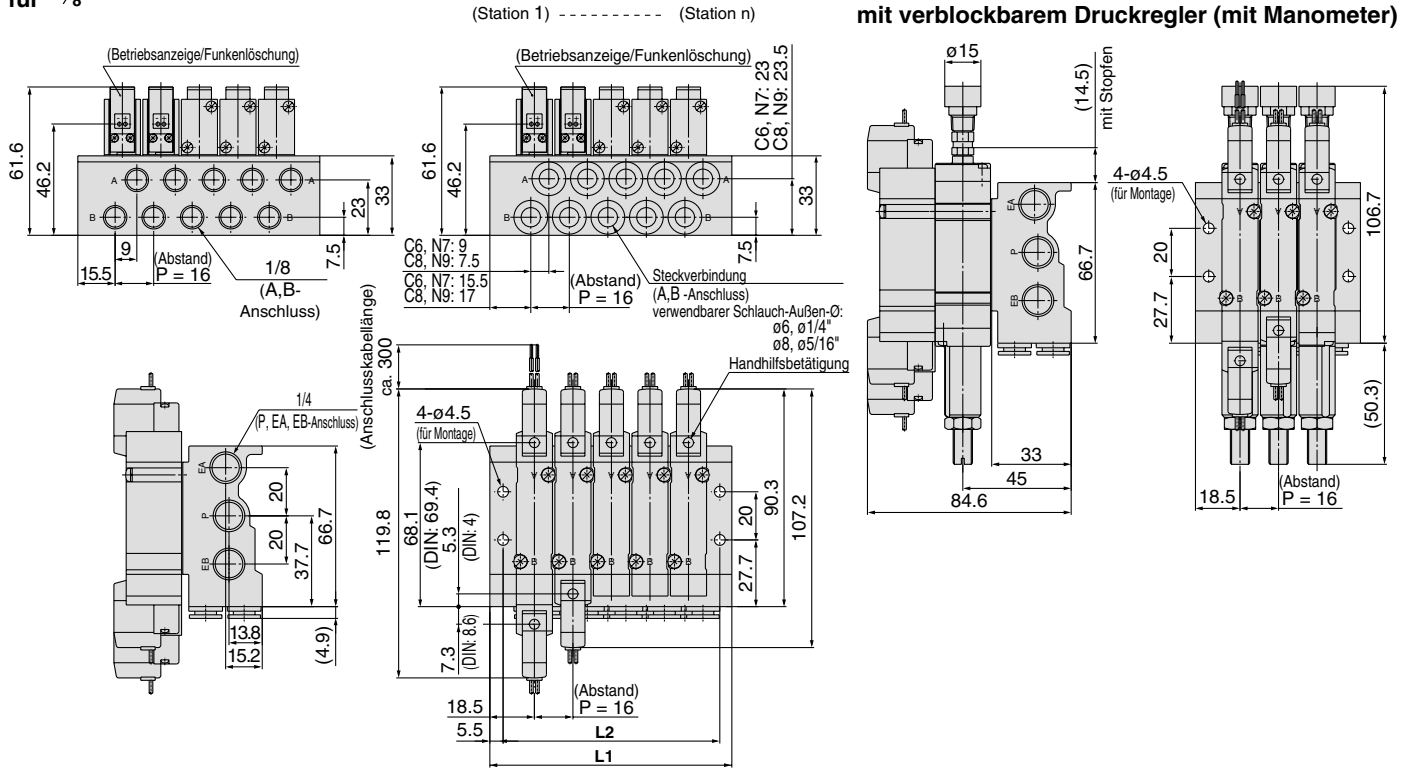 für 1/8
(Station 1) ---------- (Station n)
mit verblockbarem Druckregler (mit Manometer)
(Betriebsanzeige/Funkenlöschung)
61.6
46.2
A
A
B
B
33
23
7.5
9
15.5
(Abstand)
P = 16
1/8
(A,B-
Anschluss)
(Betriebsanzeige/Funkenlöschung)
C6, N7: 23
C8, N9: 23.5
61.6
46.2
A
A
B
B
33
7.5
C6, N7: 9
C8, N9: 7.5
C6, N7: 15.5
C8, N9: 17
(Abstand)
P = 16
Steckverbindung
(A,B -Anschluss)
verwendbarer Schlauch-Außen-Ø:
ø6, ø1/4"
ø8, ø5/16"
Handhilfsbetätigung
ø15
(14.5)
mit Stopfen
EA
P
EB
66.7
33
45
84.6
4-ø4.5
(für Montage)
20
27.7
A
A
A
B
B
B
106.7
(50.3)
18.5
(Abstand)
P = 16
1/4
(P, EA, EB-Anschluss)
EA
P
EB
20
20
37.7
66.7
13.8
15.2
(4.9)
(Anschlusskabellänge)
ca. 300
4-ø4.5
(für Montage)
119.8
68.1
(DIN: 69.4)
5.3
(DIN: 4)
7.3
(DIN: 8.6)
A
A
A
A
A
B
B
B
B
B
20
27.7
90.3
107.2
18.5
(Abstand)
P = 16
5.5
L2
L1